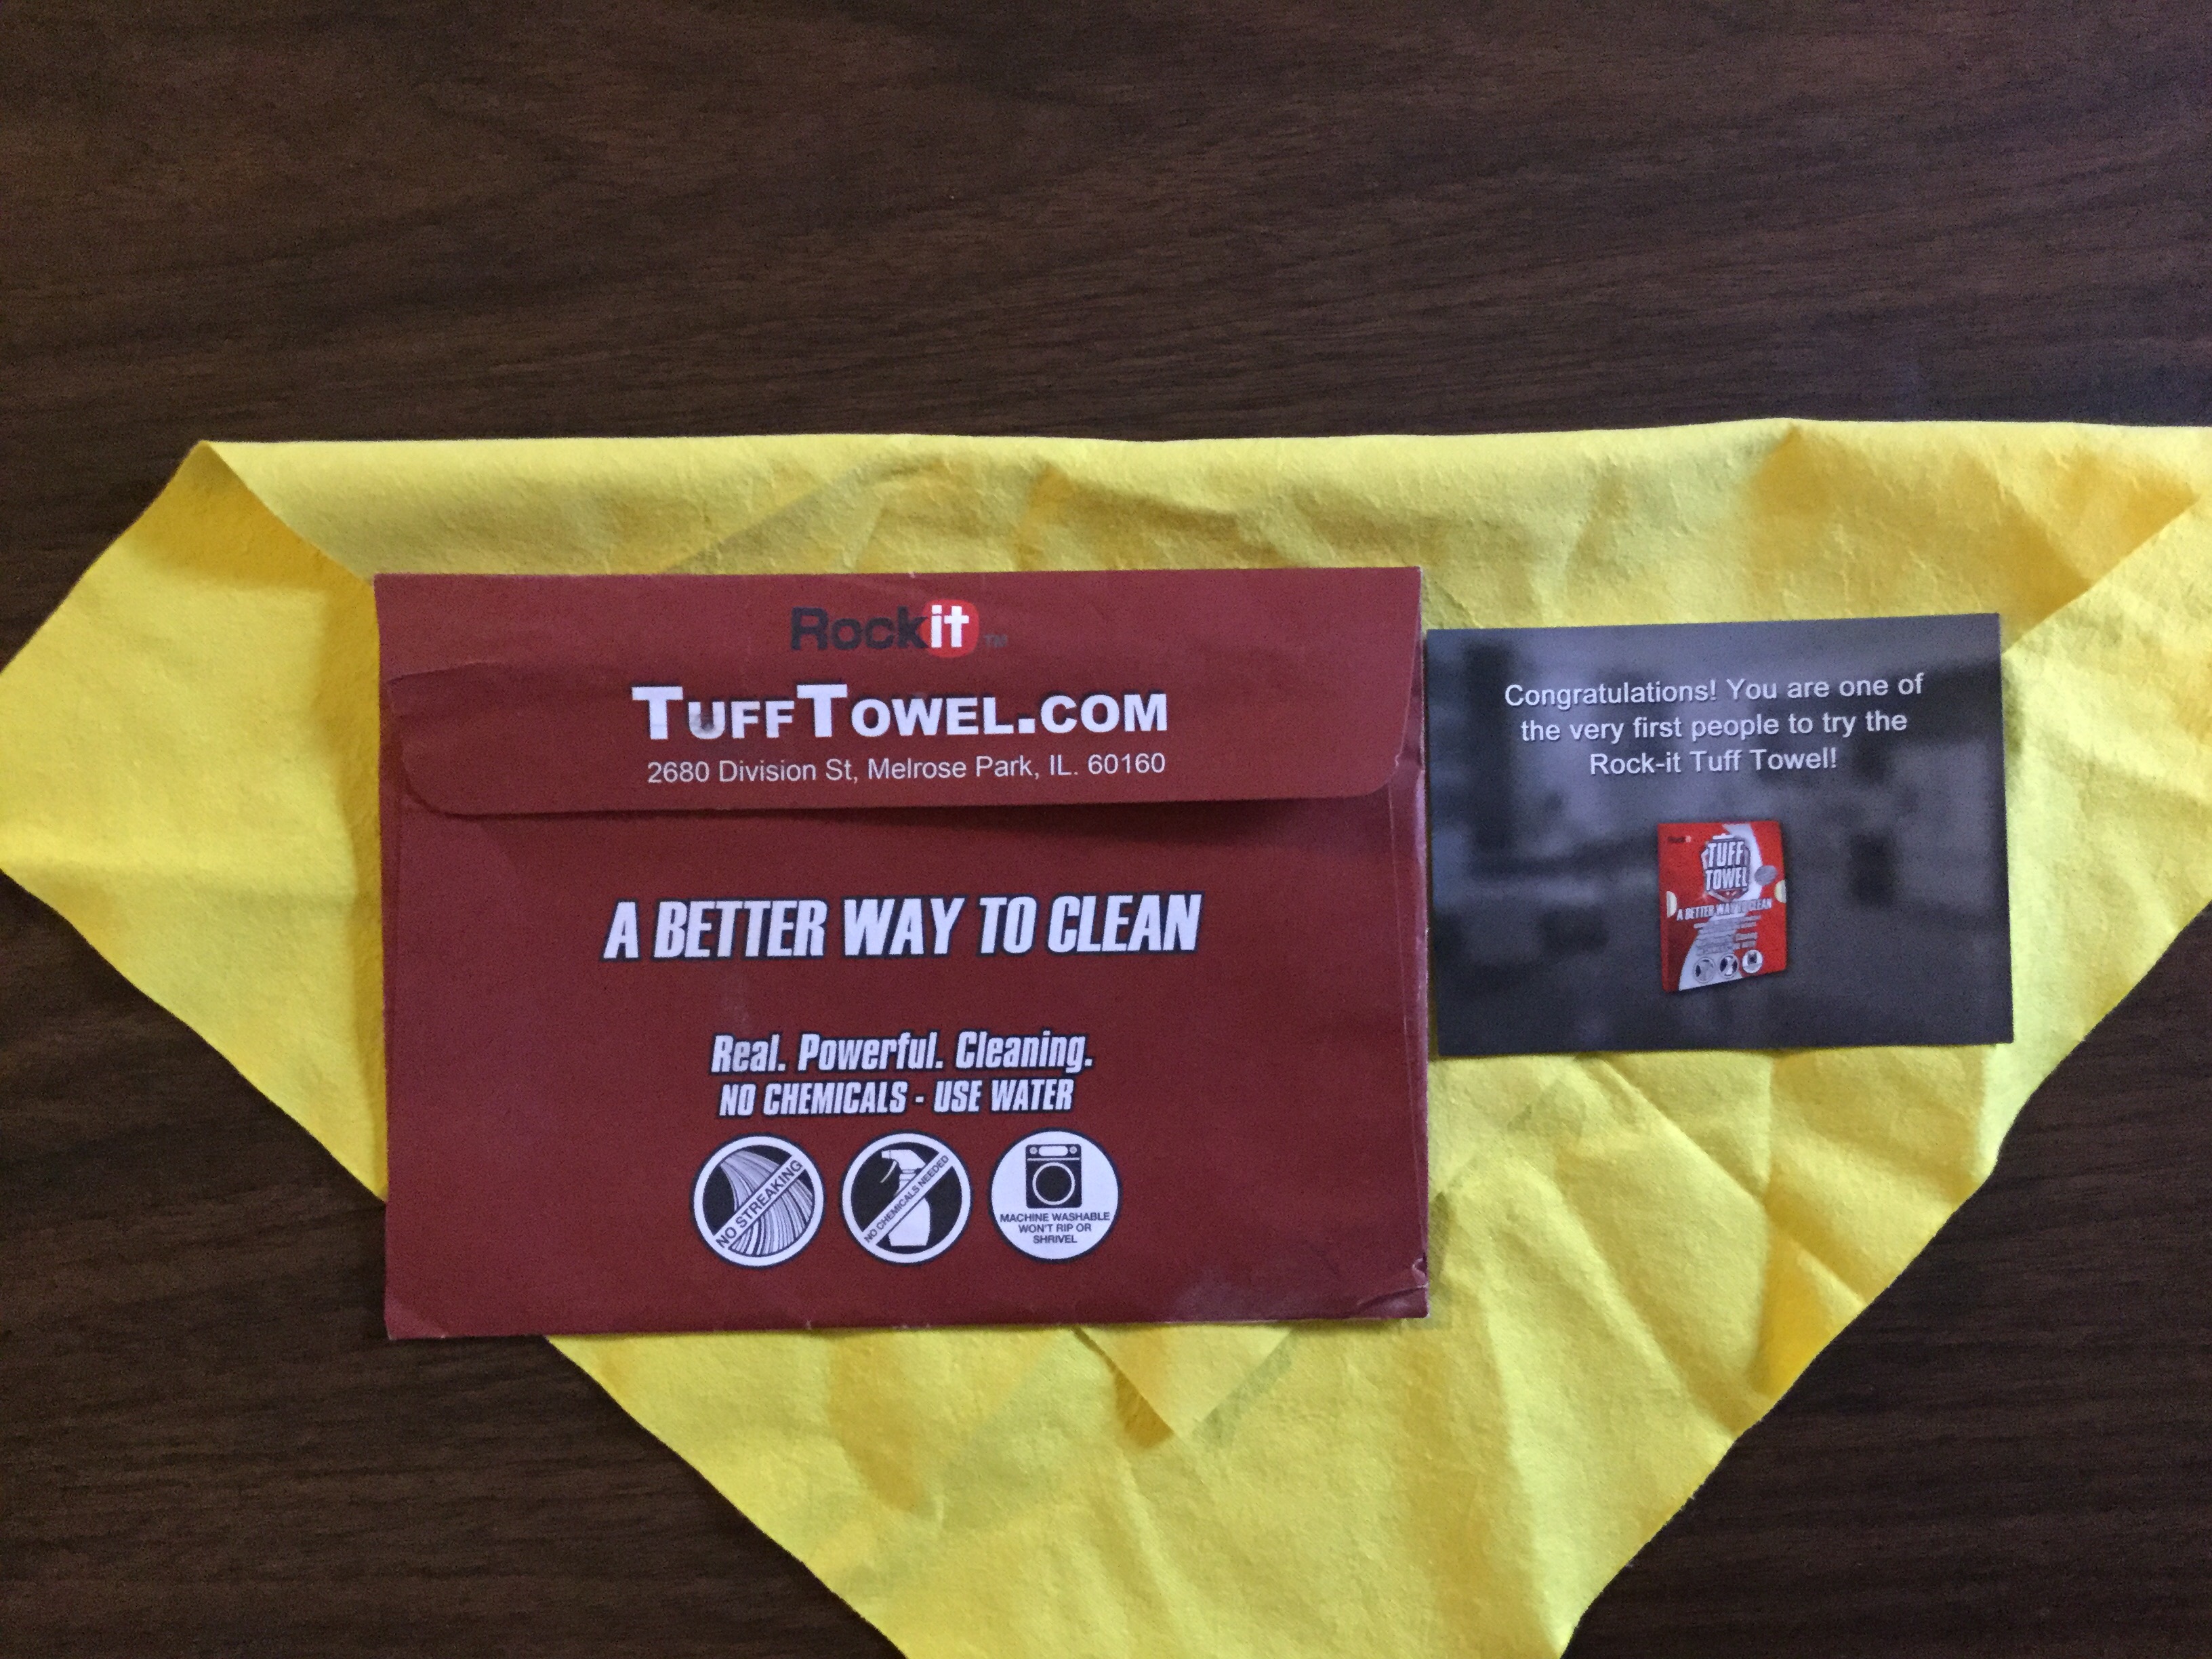 Rockit TM
TUFFTOWEL.COM
2680 Division St, Melrose Park, IL. 60160
A BETTER WAY TO CLEAN
Real. Powerful. Cleaning.
NO CHEMICALS - USE WATER
NO STREAKING
NO CHEMICALS NEEDED
MACHINE WASHABLE
WON'T RIP OR
SHRIVEL
Congratulations! You are one of
the very first people to try the
Rock-it Tuff Towel!
Rockit
TUFF
TOWEL
A BETTER WAY TO CLEAN